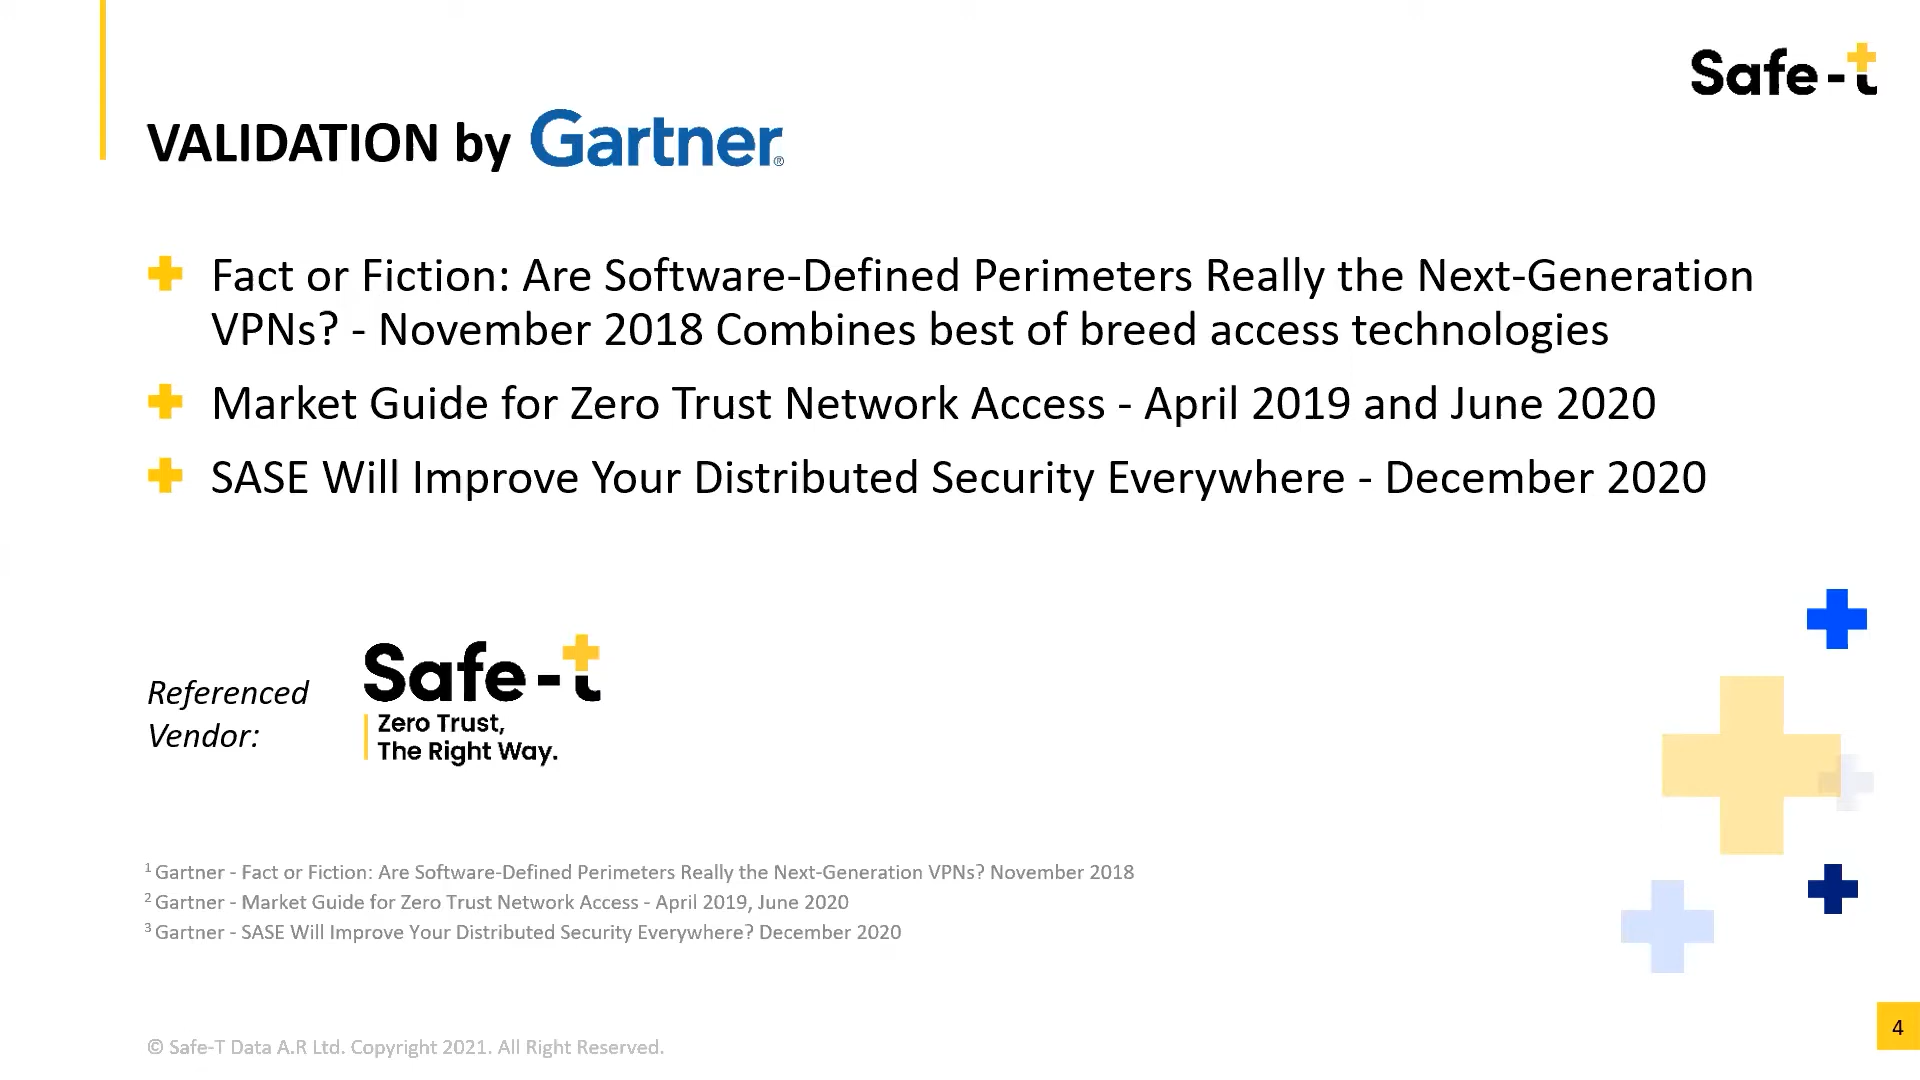 Safe-t
VALIDATION by Gartner®
Fact or Fiction: Are Software-Defined Perimeters Really the Next-Generation
VPNs? - November 2018 Combines best of breed access technologies
Market Guide for Zero Trust Network Access - April 2019 and June 2020
SASE Will Improve Your Distributed Security Everywhere - December 2020
Referenced
Vendor:
Safe-t
Zero Trust,
The Right Way.
1 Gartner - Fact or Fiction: Are Software-Defined Perimeters Really the Next-Generation VPNs? November 2018
2 Gartner - Market Guide for Zero Trust Network Access - April 2019, June 2020
3 Gartner - SASE Will Improve Your Distributed Security Everywhere? December 2020
4
© Safe-T Data A.R Ltd. Copyright 2021. All Right Reserved.